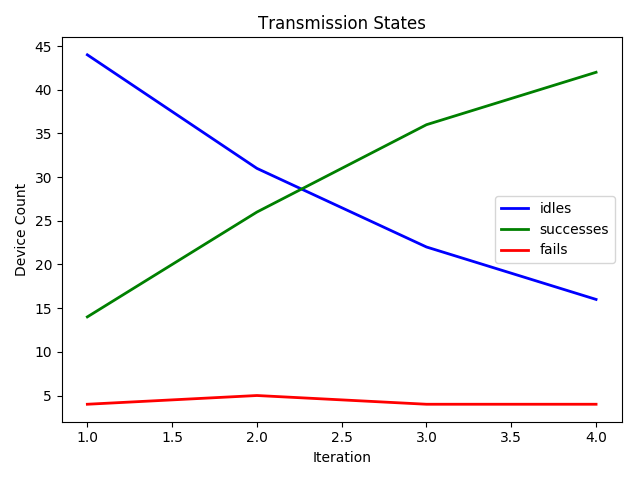 Transmission States
45
40
35
30
25
20
15
10
5
Device Count
idles
successes
fails
1.0 1.5 2.0 2.5 3.0 3.5 4.0
Iteration